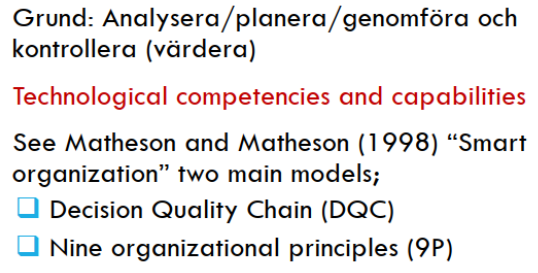 Grund: Analysera/planera/genomföra och
kontrollera (värdera)
Technological competencies and capabilities
See Matheson and Matheson (1998) “Smart
organization” two main models;
Decision Quality Chain (DQC)
Nine organizational principles (9P)